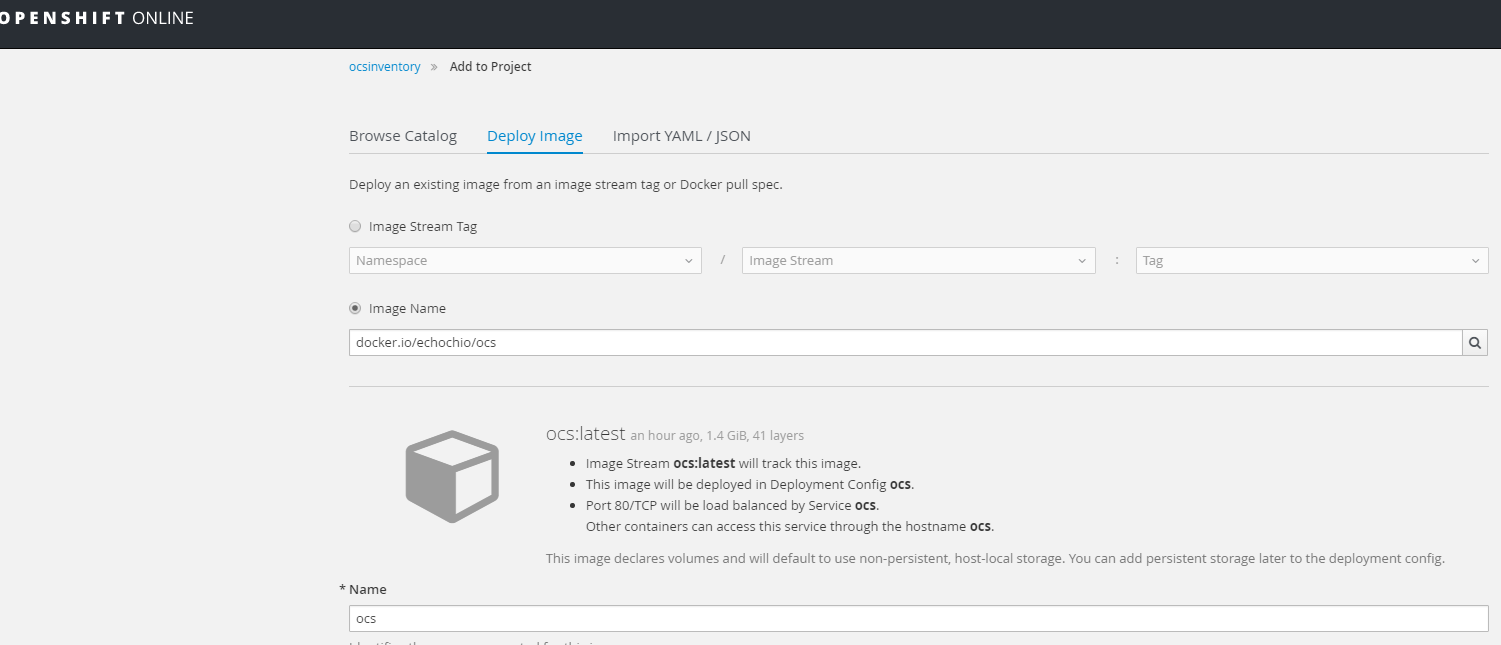 OPENSHIFT ONLINE
ocsinventory » Add to Project
Browse Catalog Deploy Image Import YAML / JSON
Deploy an existing image from an image stream tag or Docker pull spec.
Image Stream Tag
Namespace / Image Stream : Tag
Image Name
docker.io/echochio/ocs
ocs:latest an hour ago, 1.4 GiB, 41 layers
• Image Stream ocs:latest will track this image.
• This image will be deployed in Deployment Config ocs.
• Port 80/TCP will be load balanced by Service ocs.
Other containers can access this service through the hostname ocs.
This image declares volumes and will default to use non-persistent, host-local storage. You can add persistent storage later to the deployment config.
* Name
ocs